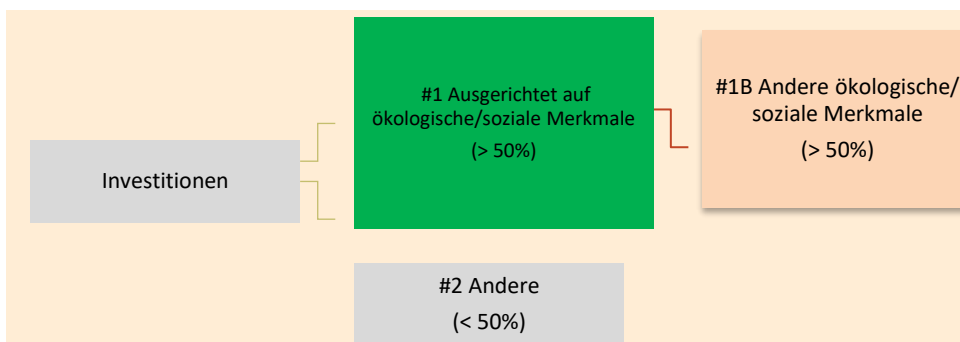 Investitionen
#1 Ausgerichtet auf
ökologische/soziale Merkmale
(> 50%)
#1B Andere ökologische/
soziale Merkmale
(> 50%)
#2 Andere
(< 50%)